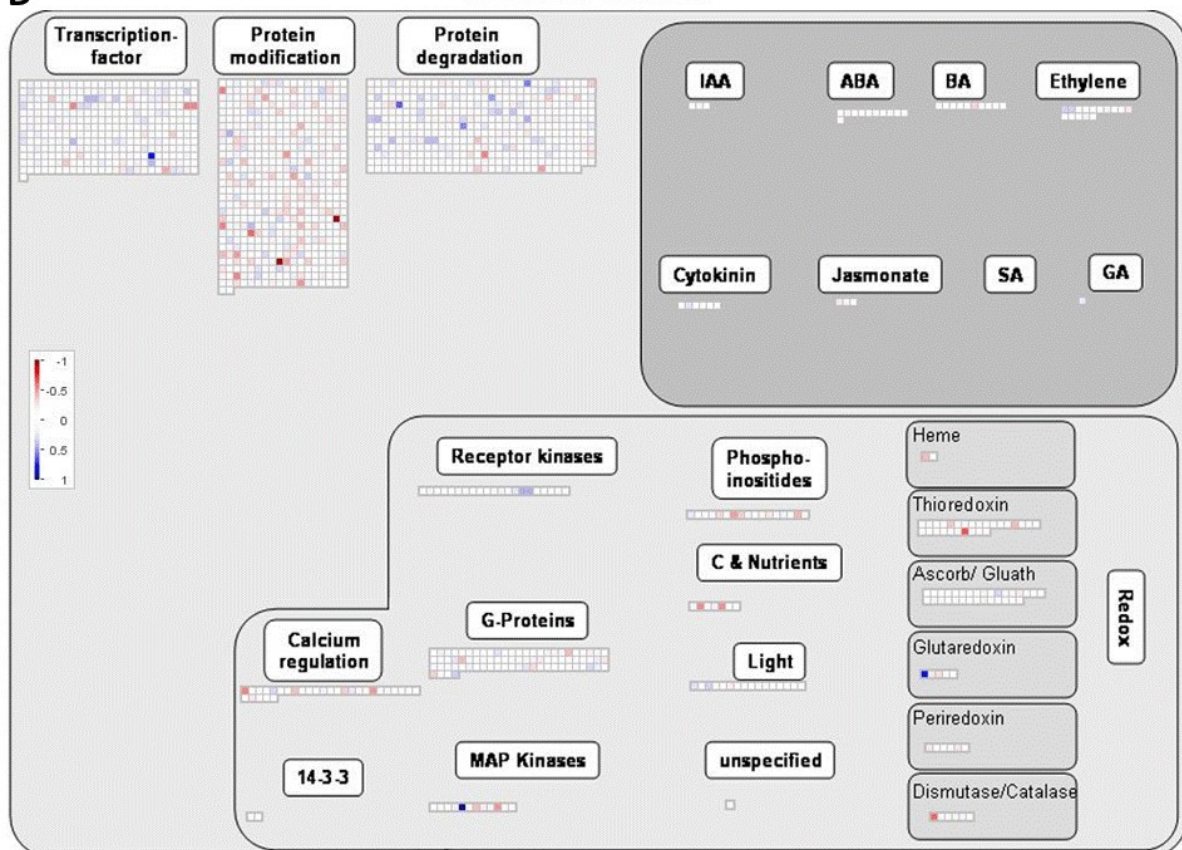 D
Transcription-
factor
Protein
modification
Protein
degradation
IAA
ABA
BA
Ethylene
Cytokinin
Jasmonate
SA
GA
-1
-0.5
0
0.5
1
Receptor kinases
Phospho-
inositides
C & Nutrients
G-Proteins
Calcium
regulation
Light
14-3-3
MAP Kinases
unspecified
Heme
Thioredoxin
Ascorb/ Gluath
Glutaredoxin
Periredoxin
Dismutase/Catalase
Redox